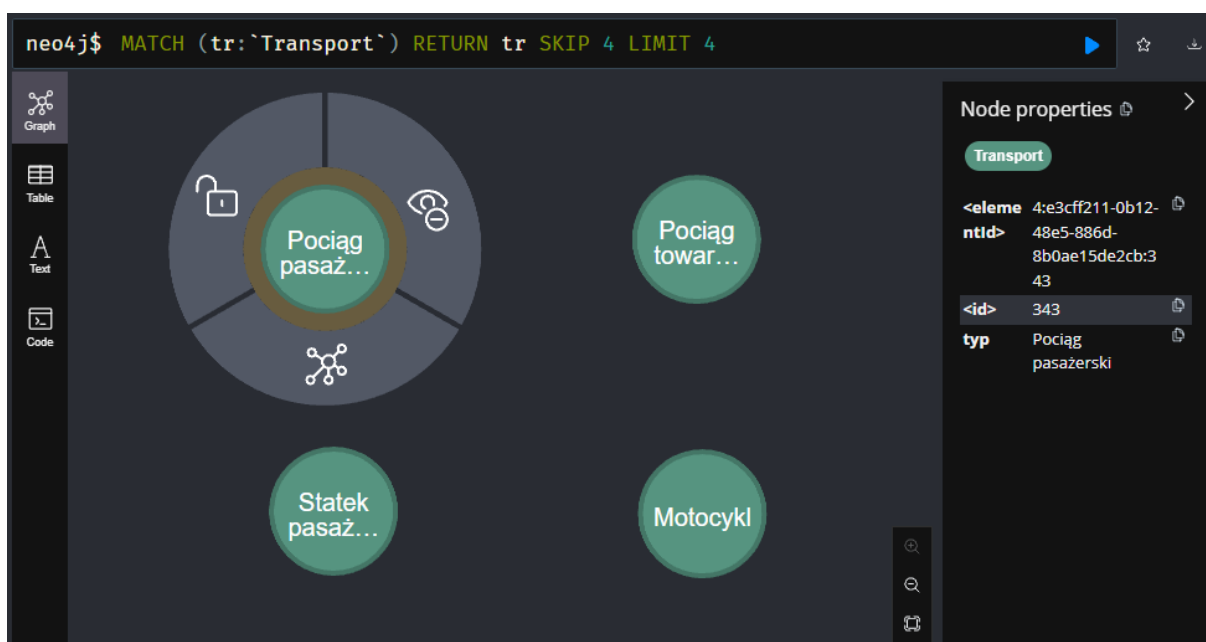 neo4j$ MATCH (tr:`Transport`) RETURN tr SKIP 4 LIMIT 4
Graph
Table
A
Text
Code
Pociąg
pasaż...
Pociąg
towar...
Statek
pasaż...
Motocykl
Node properties
Transport
<eleme 4:e3cff211-0b12-
ntId> 48e5-886d-
8b0ae15de2cb:3
43
<id> 343
typ Pociąg
pasażerski